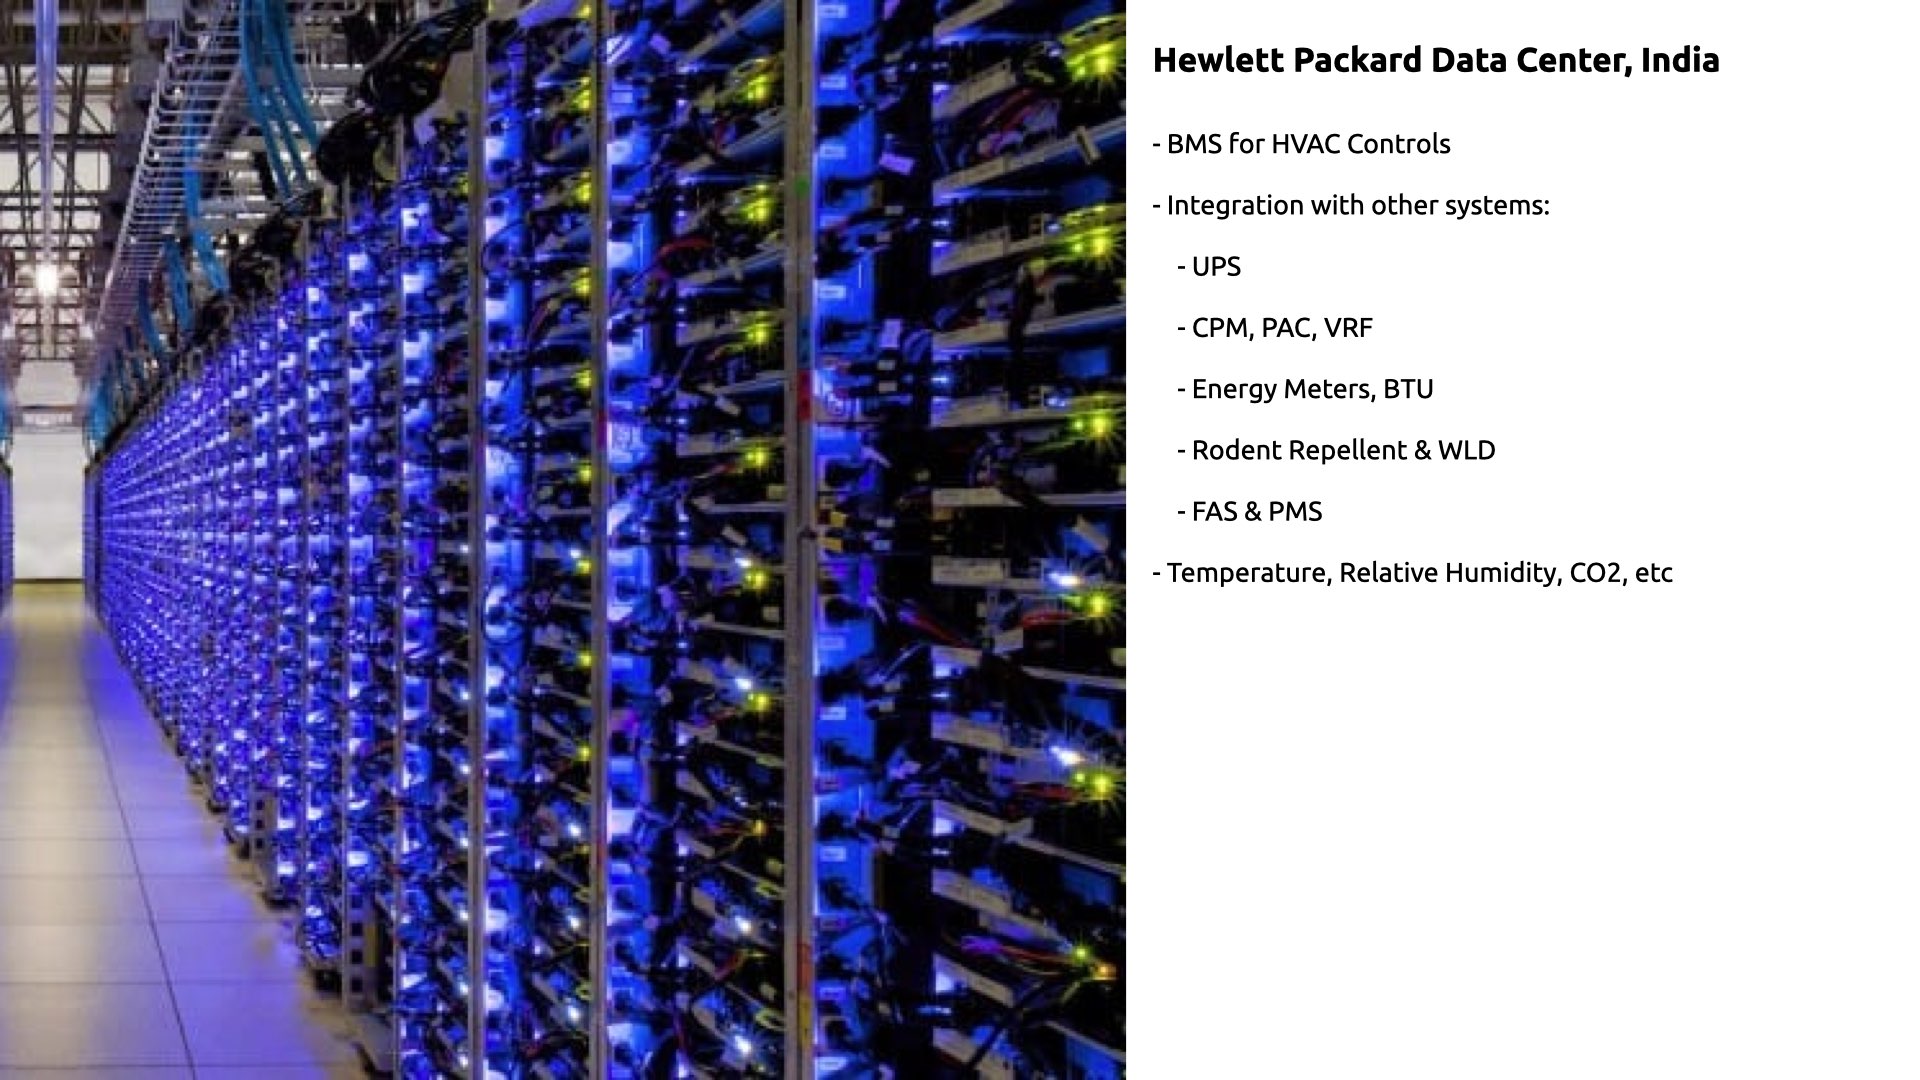 Hewlett Packard Data Center, India
- BMS for HVAC Controls
- Integration with other systems:
- UPS
- CPM, PAC, VRF
- Energy Meters, BTU
- Rodent Repellent & WLD
- FAS & PMS
- Temperature, Relative Humidity, CO2, etc